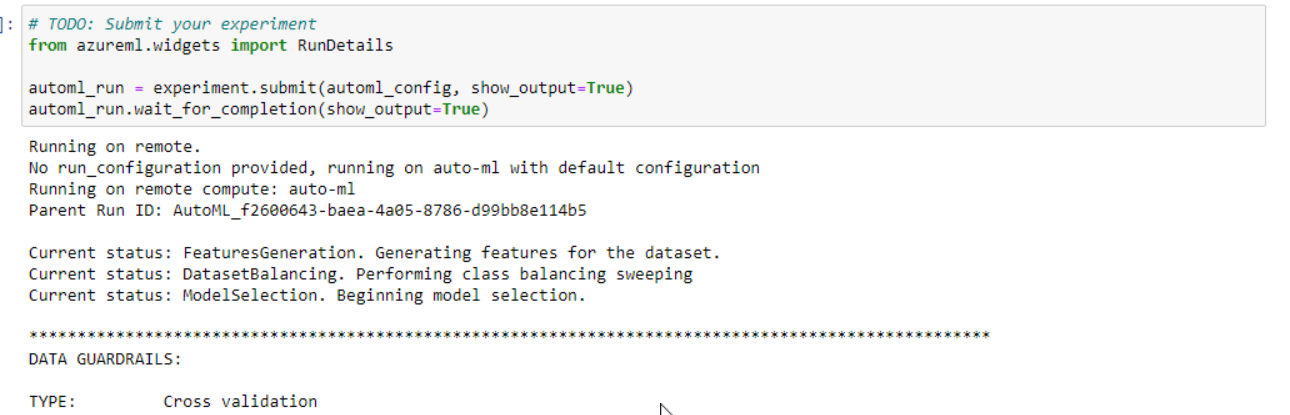 ]: # TODO: Submit your experiment
from azureml.widgets import RunDetails
automl_run = experiment.submit(automl_config, show_output=True)
automl_run.wait_for_completion(show_output=True)
Running on remote.
No run_configuration provided, running on auto-ml with default configuration
Running on remote compute: auto-ml
Parent Run ID: AutoML_f2600643-baea-4a05-8786-d99bb8e114b5
Current status: FeaturesGeneration. Generating features for the dataset.
Current status: DatasetBalancing. Performing class balancing sweeping
Current status: ModelSelection. Beginning model selection.
****************************************************************************************************
DATA GUARDRAILS:
TYPE: Cross validation